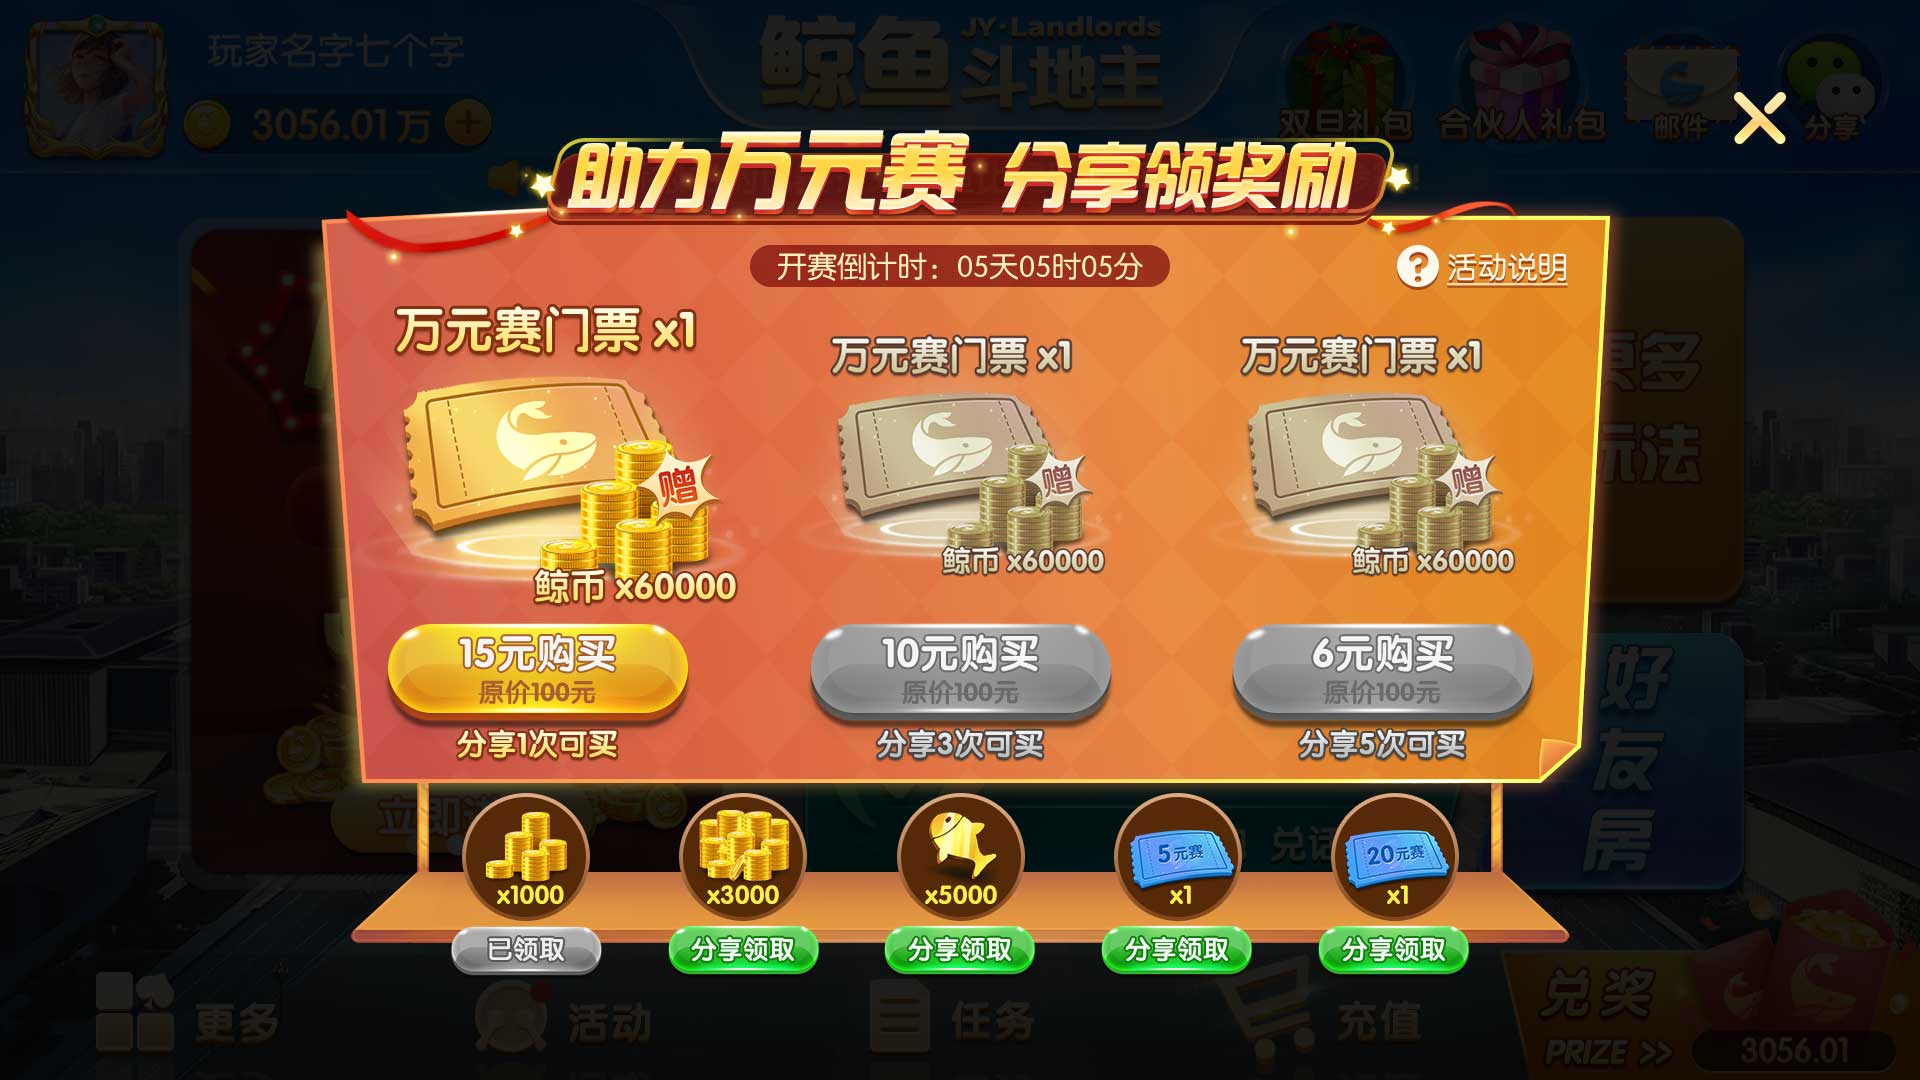 玩家名字七个字
3056.01万
鲸鱼
JY·Landlords
斗地主
双旦礼包
合伙人礼包
邮件
分享
助力万元赛 分享领奖励
开赛倒计时：05天05时05分
活动说明
万元赛门票 x1
万元赛门票 x1
万元赛门票 x1
赠
赠
赠
鲸币 x60000
鲸币 x60000
鲸币 x60000
15元购买
10元购买
6元购买
原价100元
原价100元
原价100元
分享1次可买
分享3次可买
分享5次可买
更多
玩法
好
友
房
立即
5元赛
20元赛
x1000
x3000
x5000
x1
x1
已领取
分享领取
分享领取
分享领取
分享领取
更多
活动
任务
充值
兑奖
PRIZE >>
3056.01